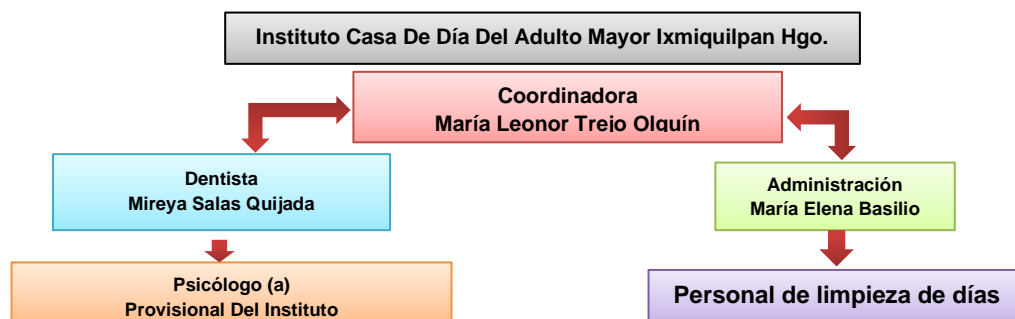 Instituto Casa De Día Del Adulto Mayor Ixmiquilpan Hgo.
Coordinadora
María Leonor Trejo Olguín
Dentista
Mireya Salas Quijada
Administración
María Elena Basilio
Psicólogo (a)
Provisional Del Instituto
Personal de limpieza de días